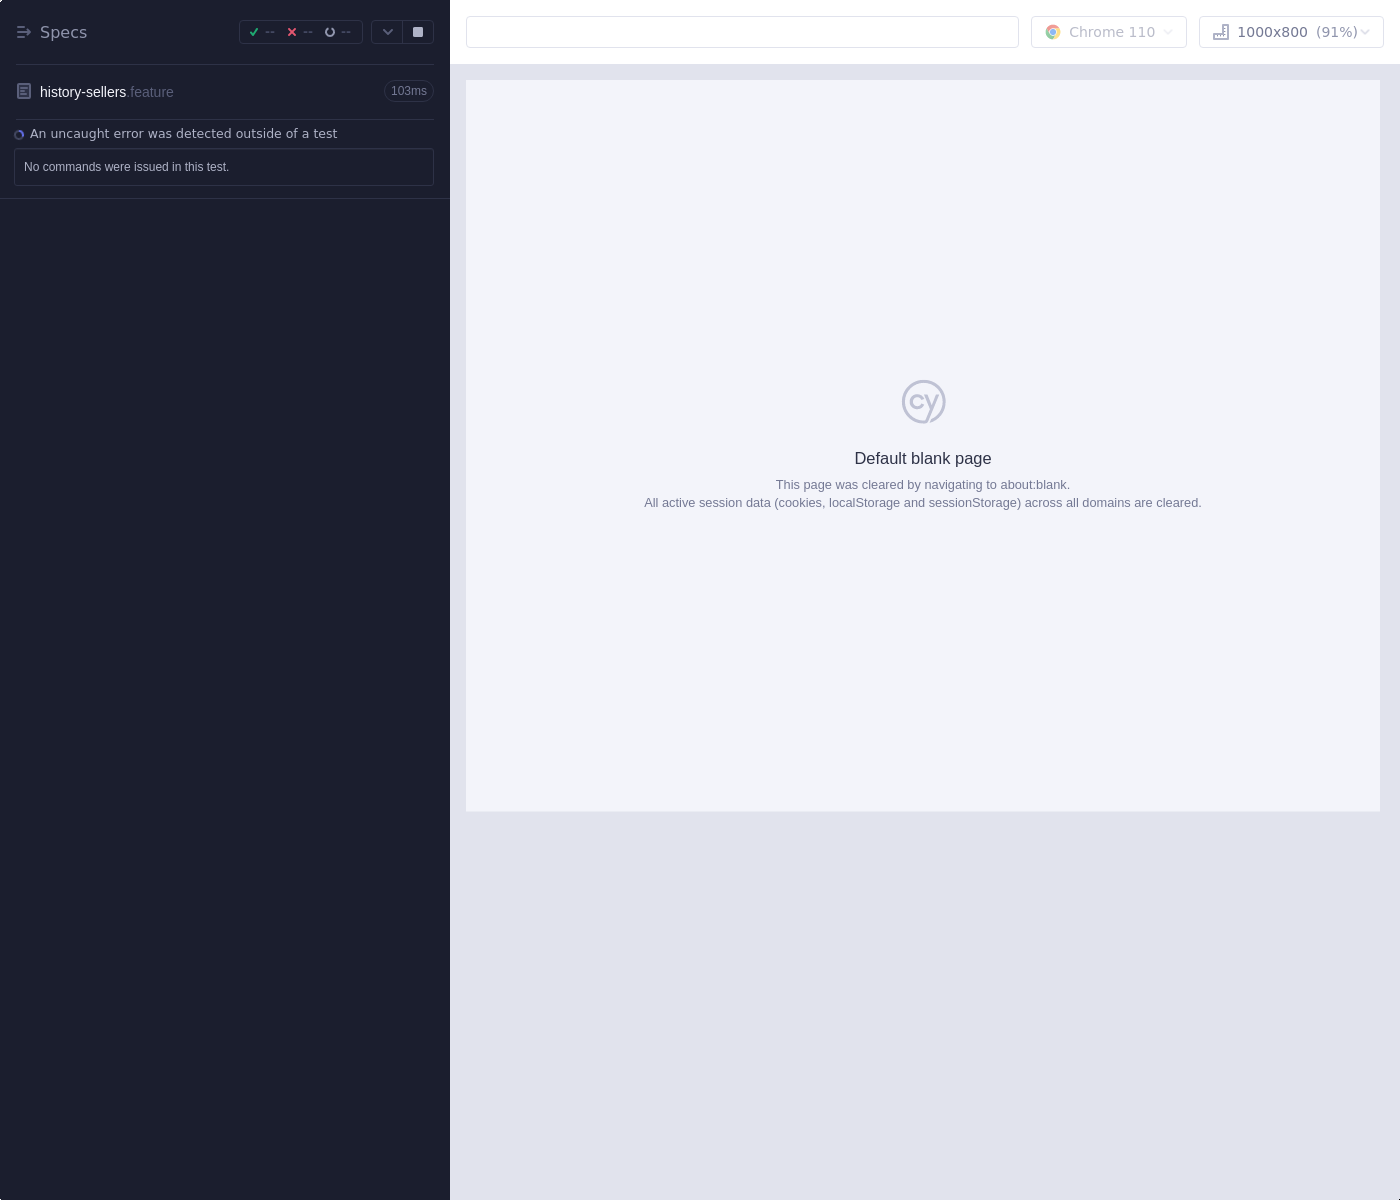 Specs
--
--
--
history-sellers.feature
103ms
An uncaught error was detected outside of a test
No commands were issued in this test.
Chrome 110
1000x800 (91%)
cy
Default blank page
This page was cleared by navigating to about:blank.
All active session data (cookies, localStorage and sessionStorage) across all domains are cleared.